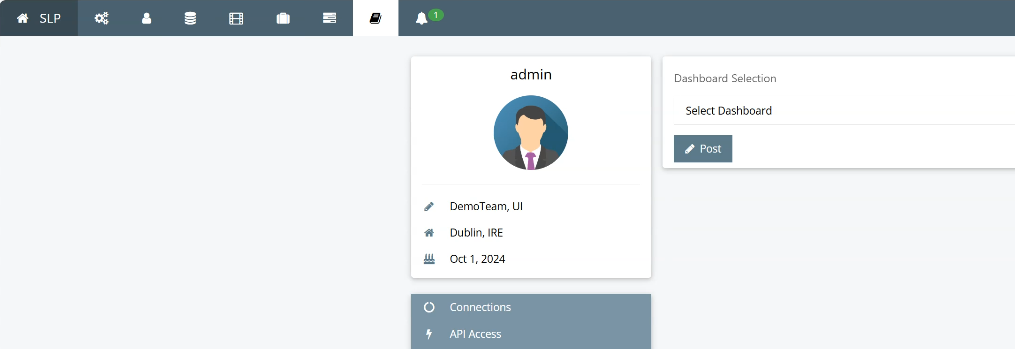 SLP
1
admin
DemoTeam, UI
Dublin, IRE
Oct 1, 2024
Connections
API Access
Dashboard Selection
Select Dashboard
Post